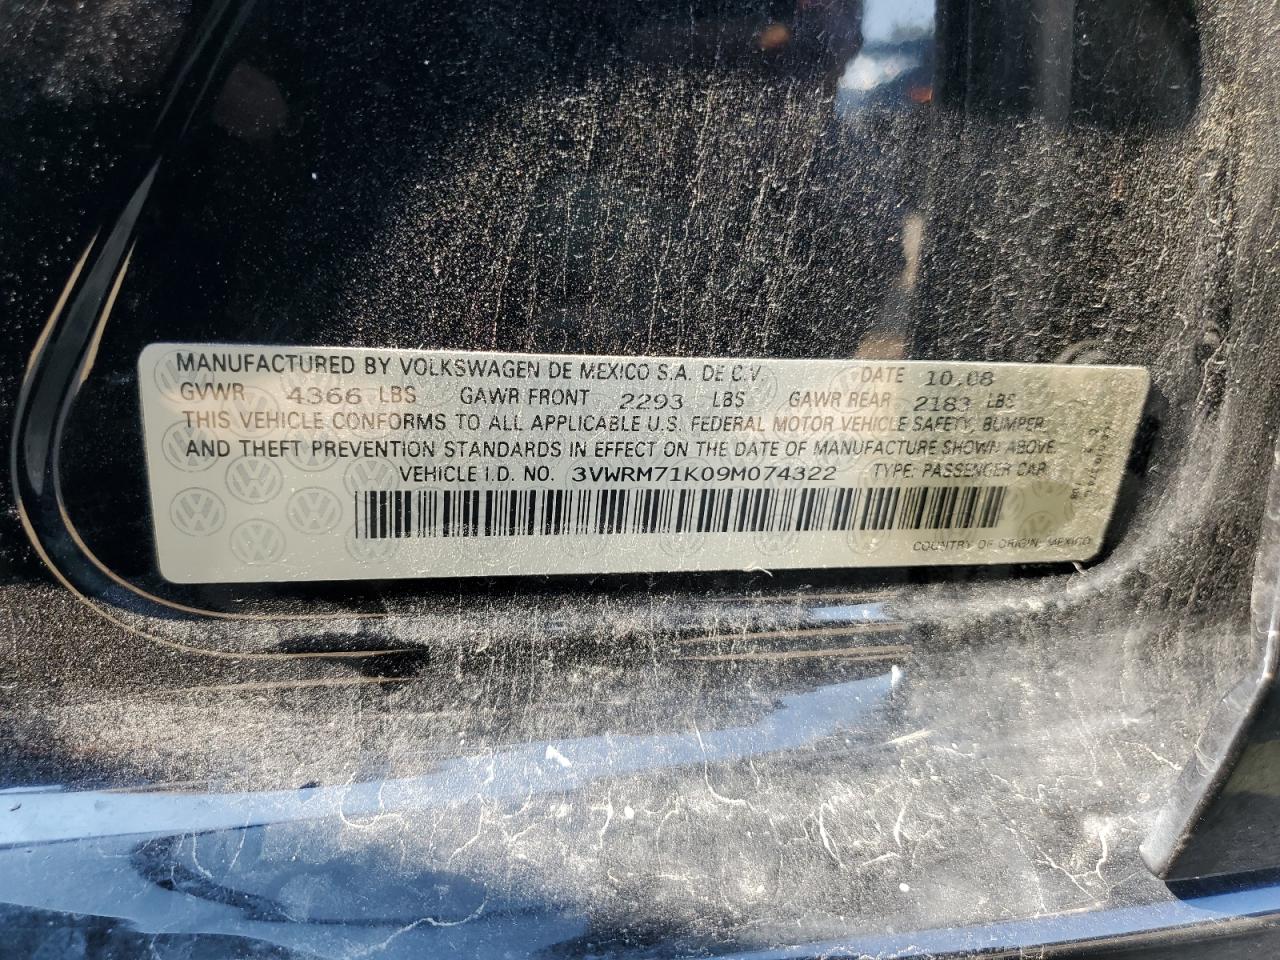 MANUFACTURED BY VOLKSWAGEN DE MEXICO S.A. DE C.V. DATE 10.08
GVWR 4366 LBS GAWR FRONT 2293 LBS GAWR REAR 2183 LBS
THIS VEHICLE CONFORMS TO ALL APPLICABLE U.S. FEDERAL MOTOR VEHICLE SAFETY, BUMPER
AND THEFT PREVENTION STANDARDS IN EFFECT ON THE DATE OF MANUFACTURE SHOWN ABOVE.
VEHICLE I.D. NO. 3VWRM71K09M074322 TYPE: PASSENGER CAR
COUNTRY OF ORIGIN: MEXICO